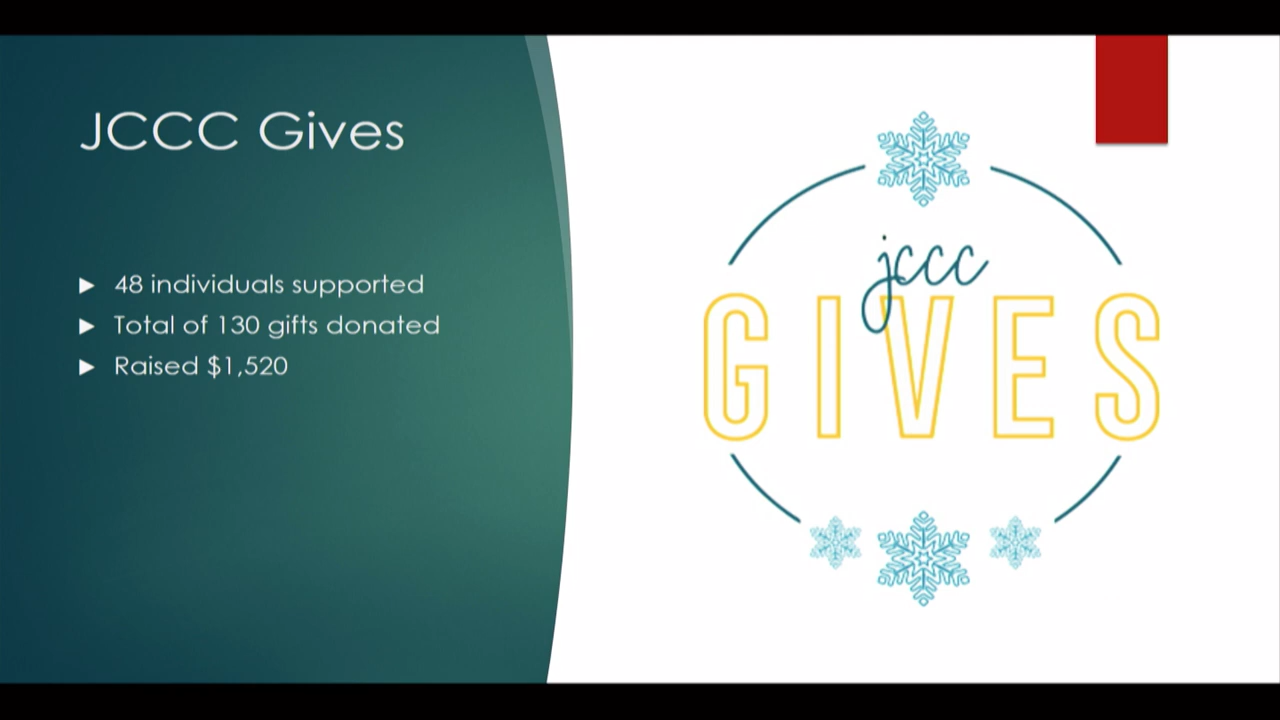 JCCC Gives
48 individuals supported
Total of 130 gifts donated
Raised $1,520
jccc
GIVES